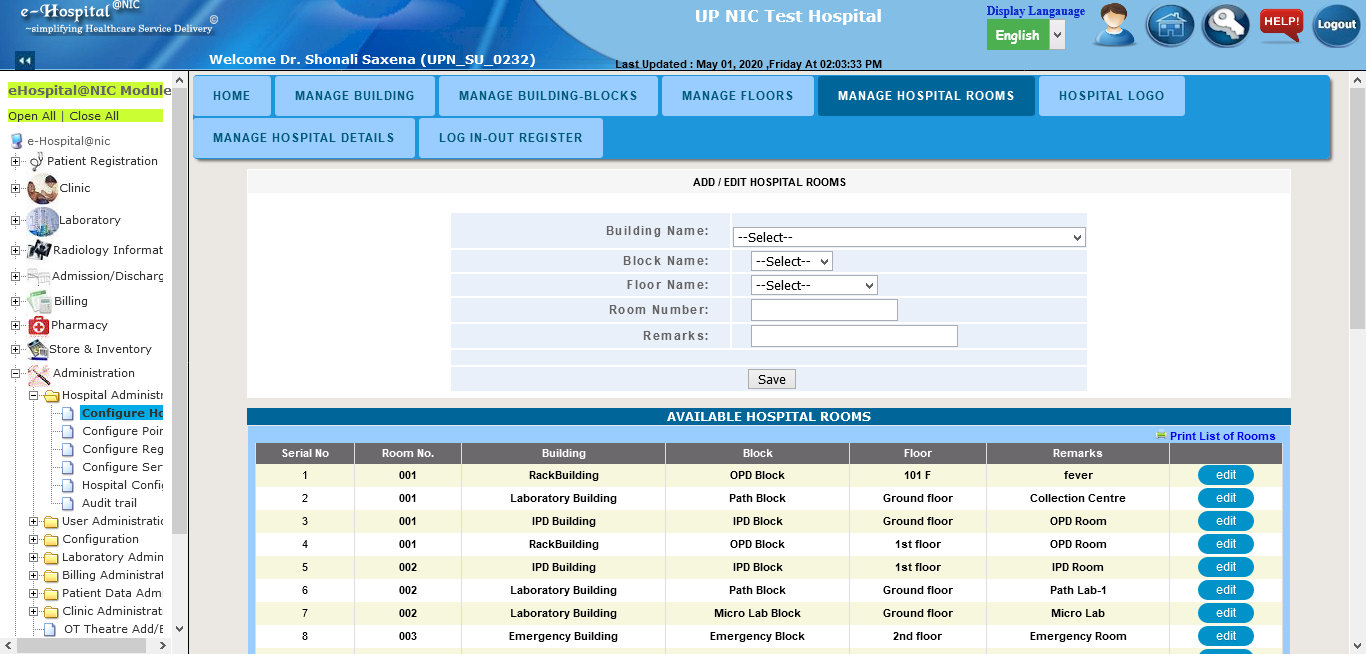 e-Hospital@NIC ©
~simplifying Healthcare Service Delivery
Welcome Dr. Shonali Saxena (UPN_SU_0232)
UP NIC Test Hospital
Last Updated : May 01, 2020 ,Friday At 02:03:33 PM
Display Langauage
English
HELP!
Logout
eHospital@NIC Module
Open All | Close All
e-Hospital@nic
Patient Registration
Clinic
Laboratory
Radiology Informat
Admission/Discharg
Billing
Pharmacy
Store & Inventory
Administration
Hospital Administr
Configure Ho
Configure Poin
Configure Reg
Configure Ser
Hospital Confi
Audit trail
User Administratio
Configuration
Laboratory Admin
Billing Administrat
Patient Data Adm
Clinic Administrat
OT Theatre Add/E
HOME
MANAGE BUILDING
MANAGE BUILDING-BLOCKS
MANAGE FLOORS
MANAGE HOSPITAL ROOMS
HOSPITAL LOGO
MANAGE HOSPITAL DETAILS
LOG IN-OUT REGISTER
ADD / EDIT HOSPITAL ROOMS
Building Name: --Select--
Block Name: --Select--
Floor Name: --Select--
Room Number:
Remarks:
Save
AVAILABLE HOSPITAL ROOMS
Print List of Rooms
Serial No Room No. Building Block Floor Remarks
1 001 RackBuilding OPD Block 101 F fever edit
2 001 Laboratory Building Path Block Ground floor Collection Centre edit
3 001 IPD Building IPD Block Ground floor OPD Room edit
4 001 RackBuilding OPD Block 1st floor OPD Room edit
5 002 IPD Building IPD Block 1st floor IPD Room edit
6 002 Laboratory Building Path Block Ground floor Path Lab-1 edit
7 002 Laboratory Building Micro Lab Block Ground floor Micro Lab edit
8 003 Emergency Building Emergency Block 2nd floor Emergency Room edit